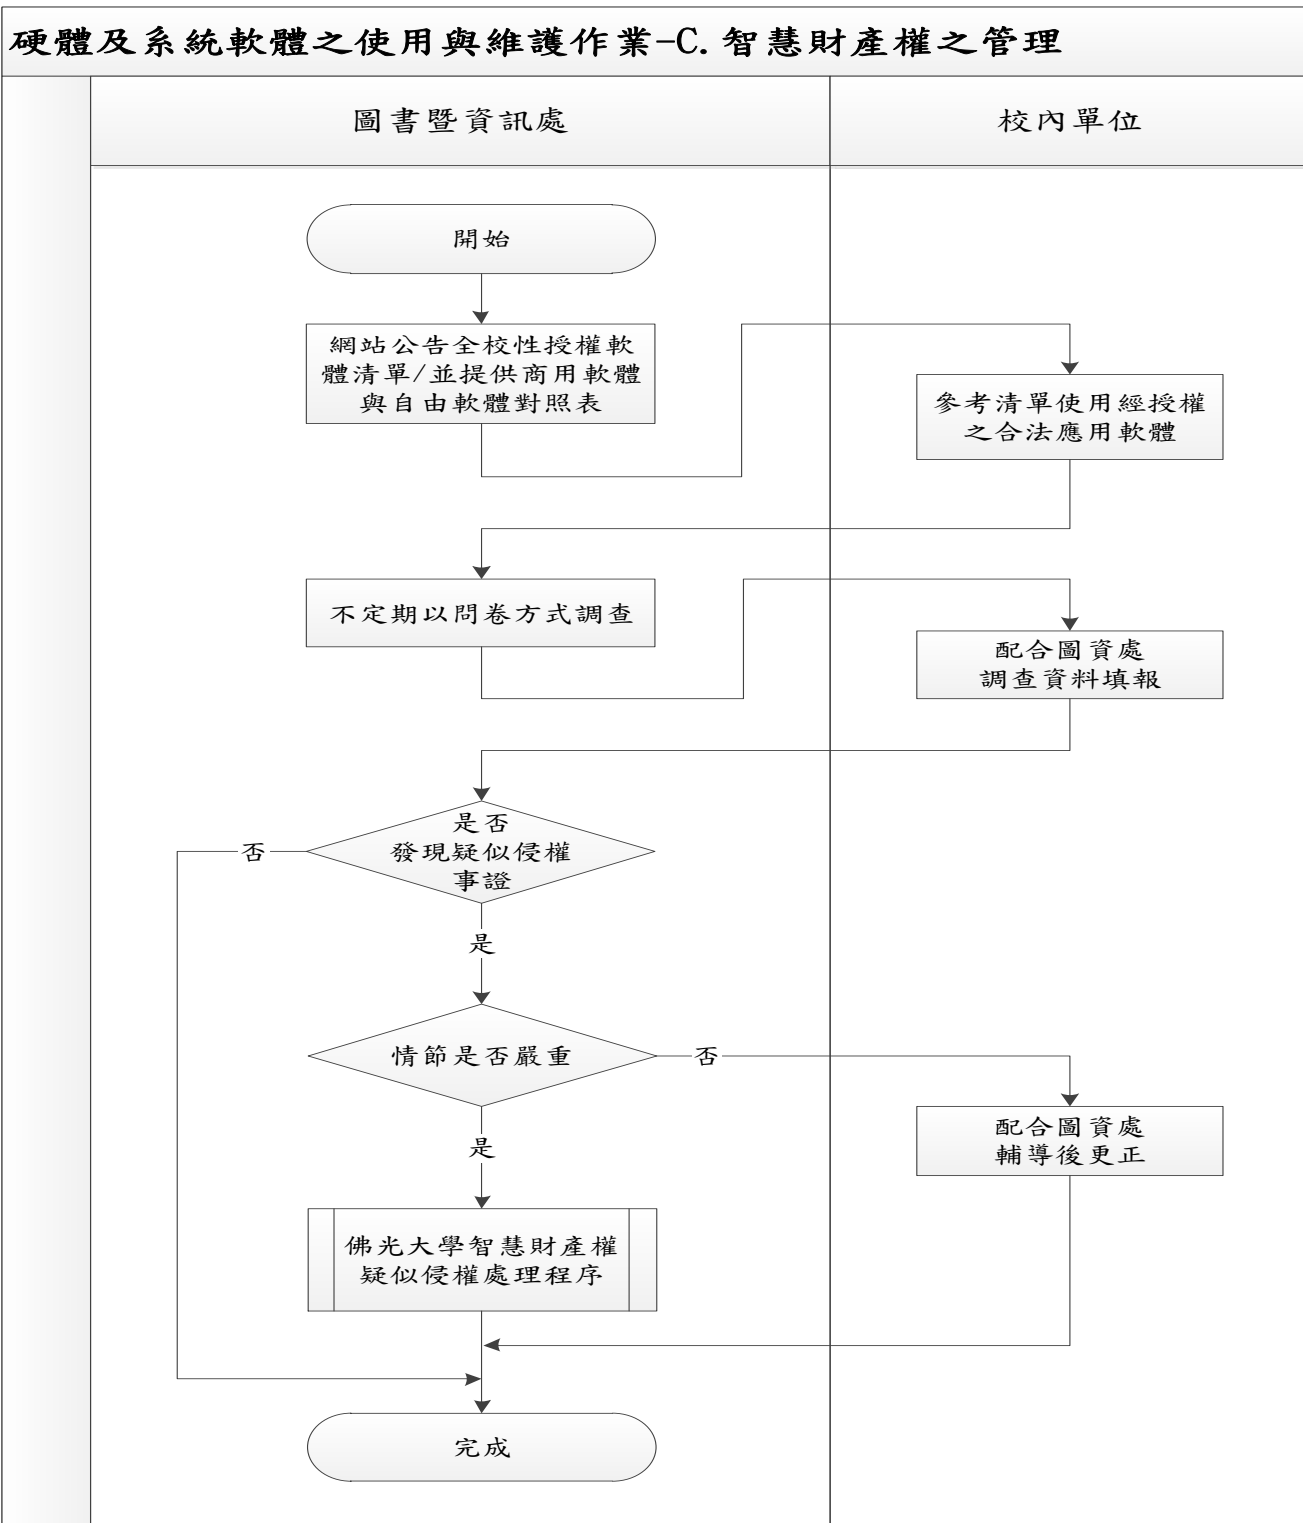 硬體及系統軟體之使用與維護作業-C.智慧財產權之管理
圖書暨資訊處
校內單位
開始
網站公告全校性授權軟
體清單/並提供商用軟體
與自由軟體對照表
參考清單使用經授權
之合法應用軟體
不定期以問卷方式調查
配合圖資處
調查資料填報
是否
發現疑似侵權
事證
否
是
情節是否嚴重
否
配合圖資處
輔導後更正
是
佛光大學智慧財產權
疑似侵權處理程序
完成